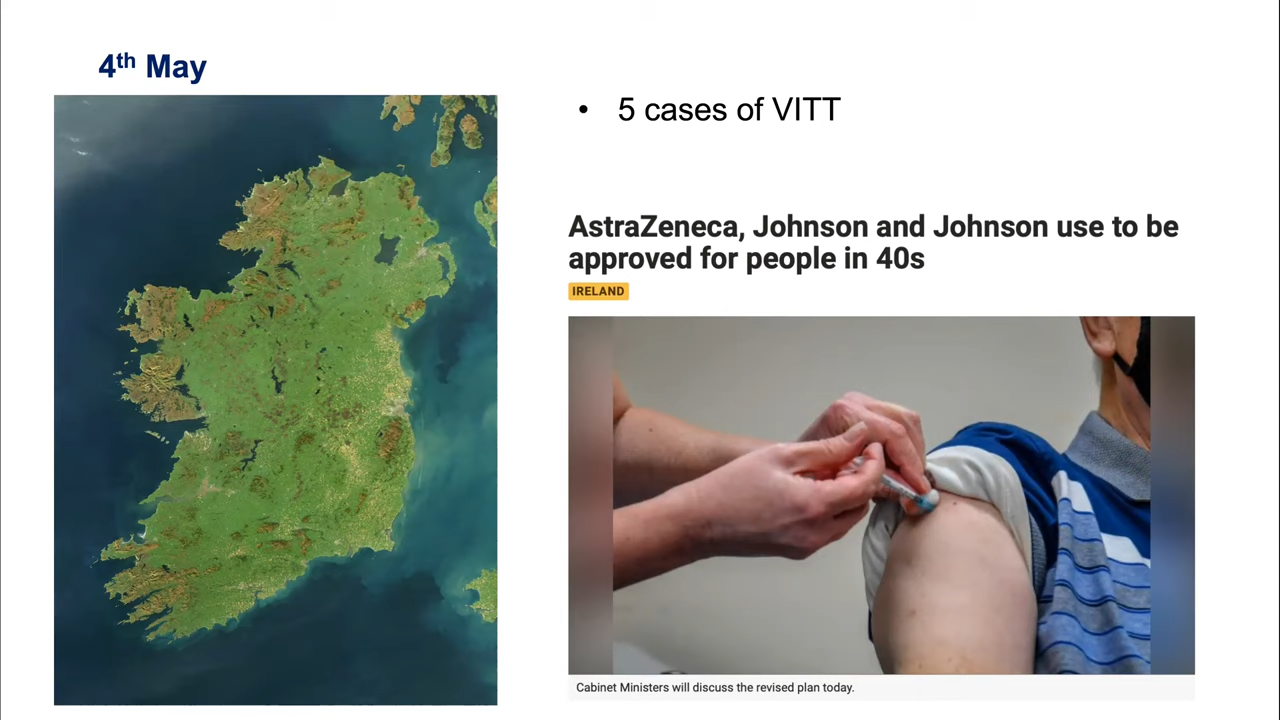 4th May
• 5 cases of VITT
AstraZeneca, Johnson and Johnson use to be
approved for people in 40s
IRELAND
Cabinet Ministers will discuss the revised plan today.